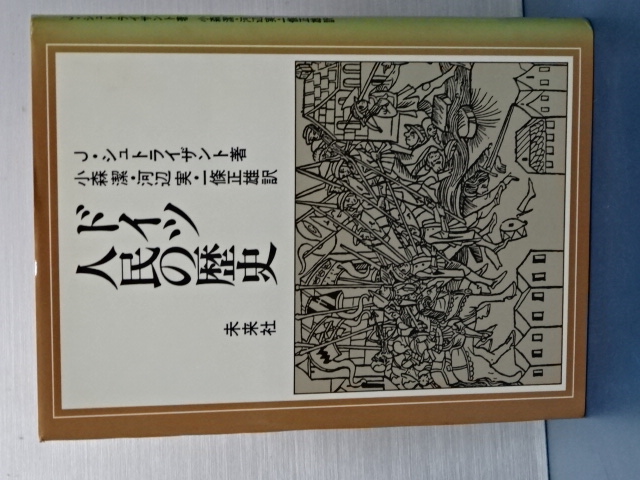 J・シュトライザント著
小森潔・河辺実・一條正雄訳
ドイツ
人民の歴史
未来社